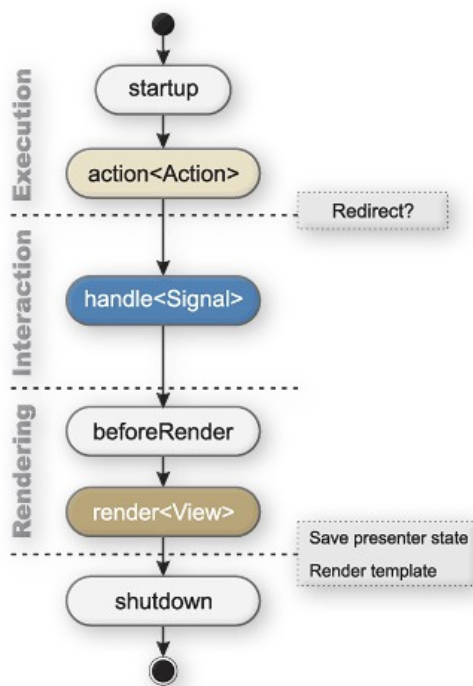 Execution
startup
action<Action>
Redirect?
Interaction
handle<Signal>
Rendering
beforeRender
render<View>
Save presenter state
Render template
shutdown